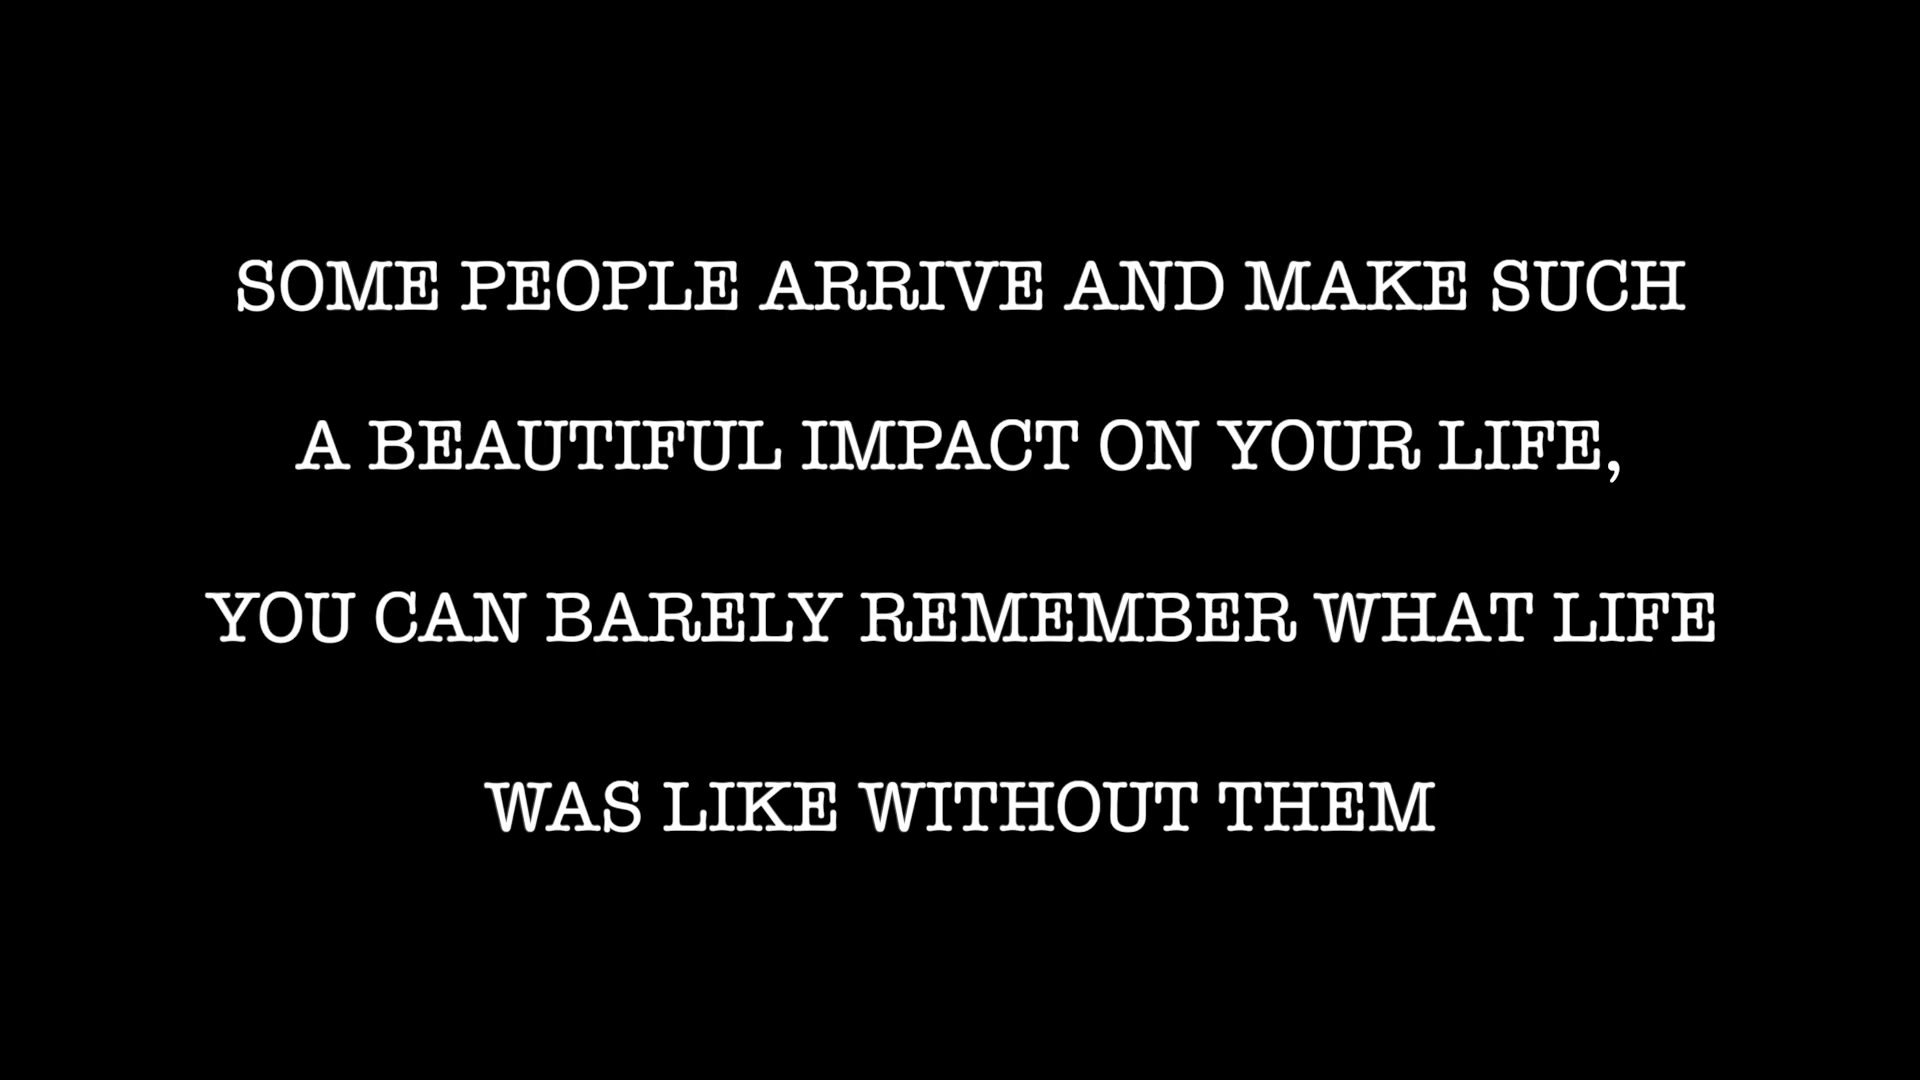 SOME PEOPLE ARRIVE AND MAKE SUCH
A BEAUTIFUL IMPACT ON YOUR LIFE,
YOU CAN BARELY REMEMBER WHAT LIFE
WAS LIKE WITHOUT THEM